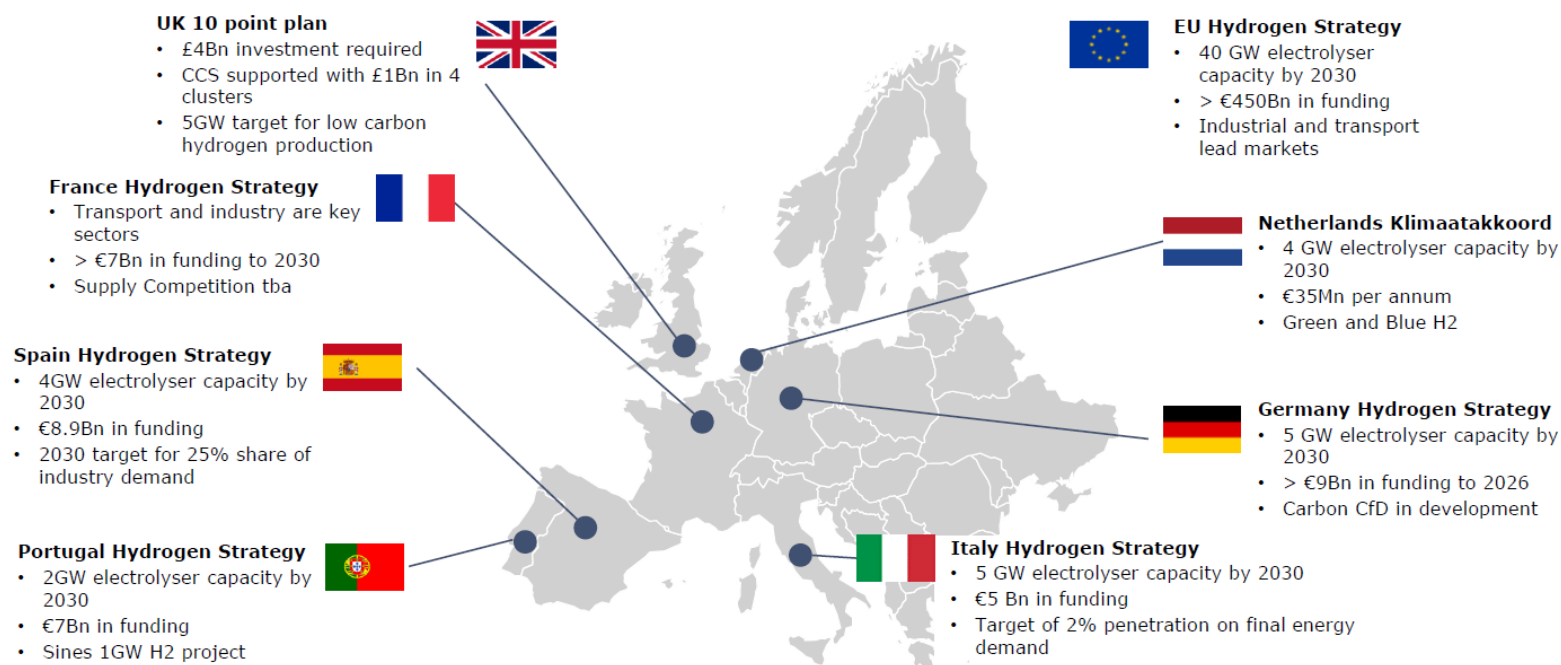 UK 10 point plan
• £4Bn investment required
• CCS supported with £1Bn in 4
clusters
• 5GW target for low carbon
hydrogen production
France Hydrogen Strategy
• Transport and industry are key
sectors
• > €7Bn in funding to 2030
• Supply Competition tba
Spain Hydrogen Strategy
• 4GW electrolyser capacity by
2030
• €8.9Bn in funding
• 2030 target for 25% share of
industry demand
Portugal Hydrogen Strategy
• 2GW electrolyser capacity by
2030
• €7Bn in funding
• Sines 1GW H2 project
EU Hydrogen Strategy
• 40 GW electrolyser
capacity by 2030
• > €450Bn in funding
• Industrial and transport
lead markets
Netherlands Klimaatakkoord
• 4 GW electrolyser capacity by
2030
• €35Mn per annum
• Green and Blue H2
Germany Hydrogen Strategy
• 5 GW electrolyser capacity by
2030
• > €9Bn in funding to 2026
• Carbon CfD in development
Italy Hydrogen Strategy
• 5 GW electrolyser capacity by 2030
• €5 Bn in funding
• Target of 2% penetration on final energy
demand